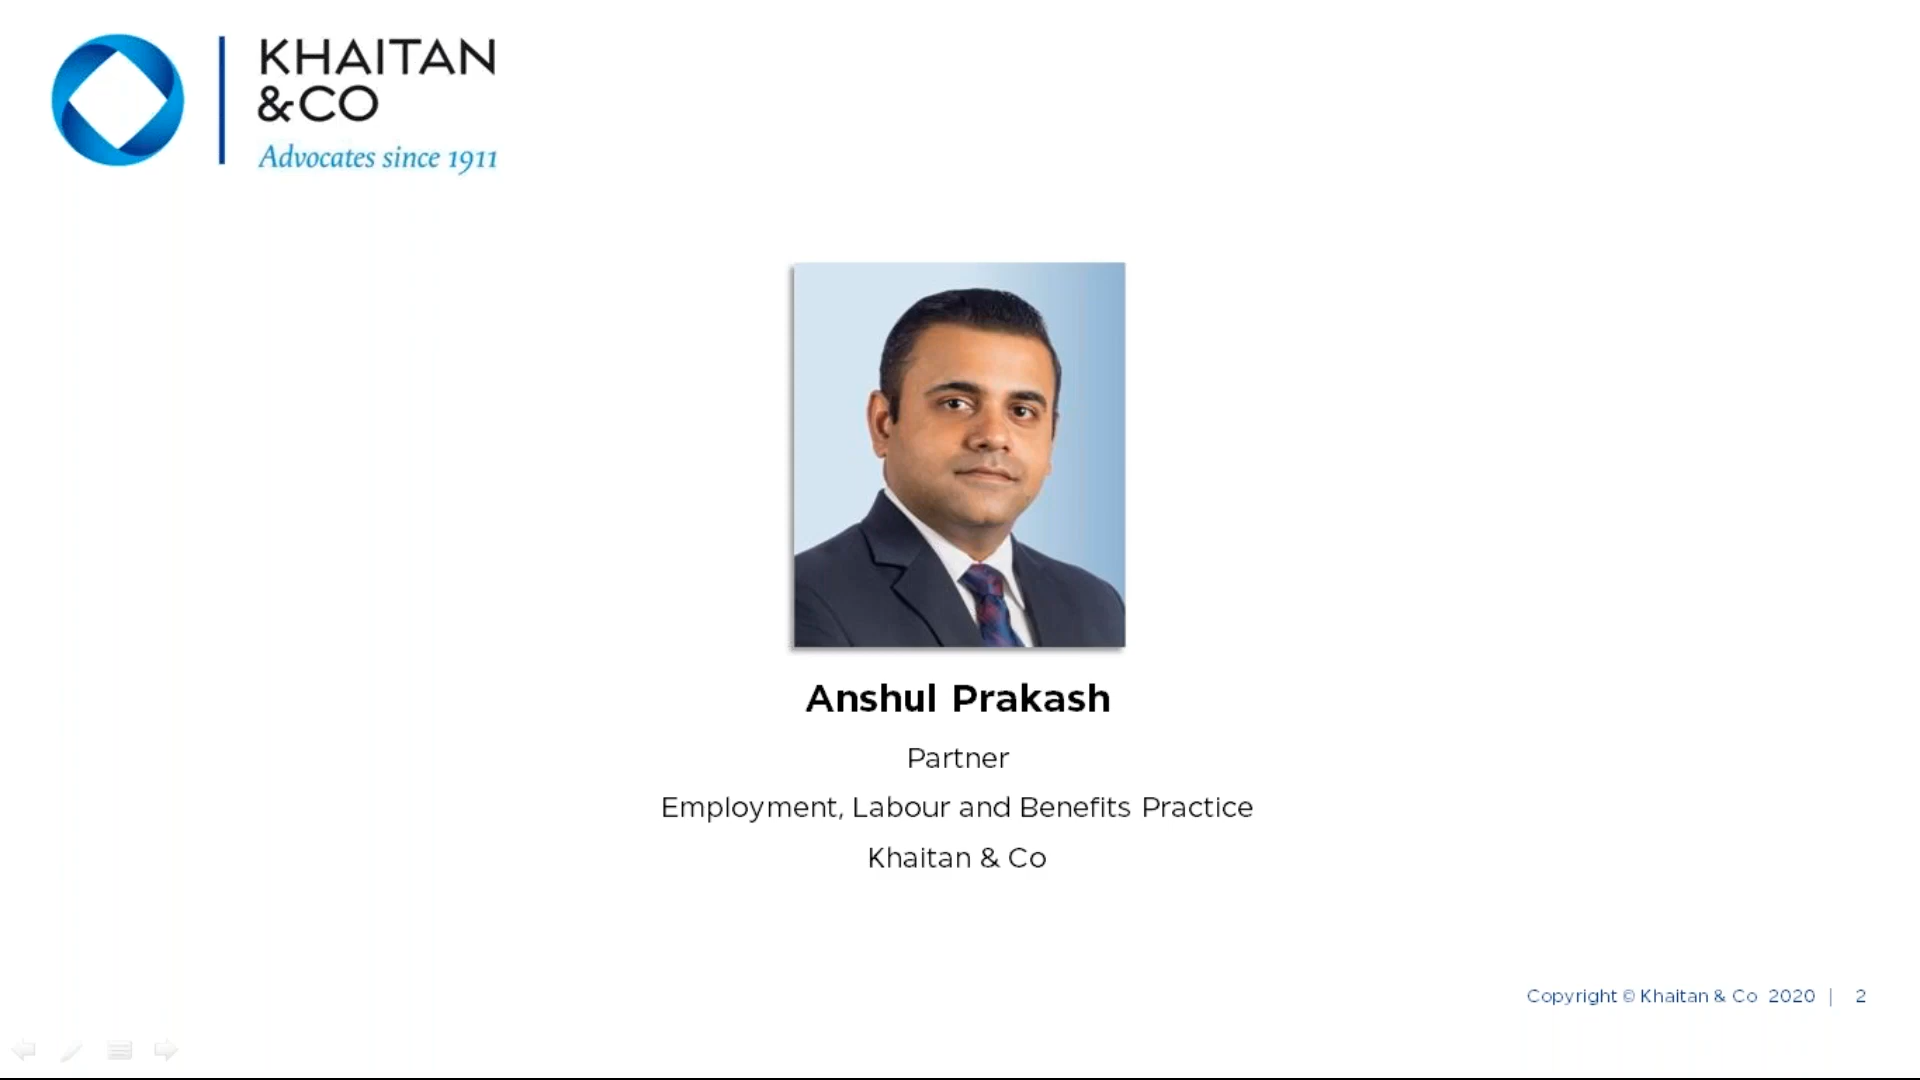 KHAITAN
&CO
Advocates since 1911
Anshul Prakash
Partner
Employment, Labour and Benefits Practice
Khaitan & Co
Copyright © Khaitan & Co 2020 | 2